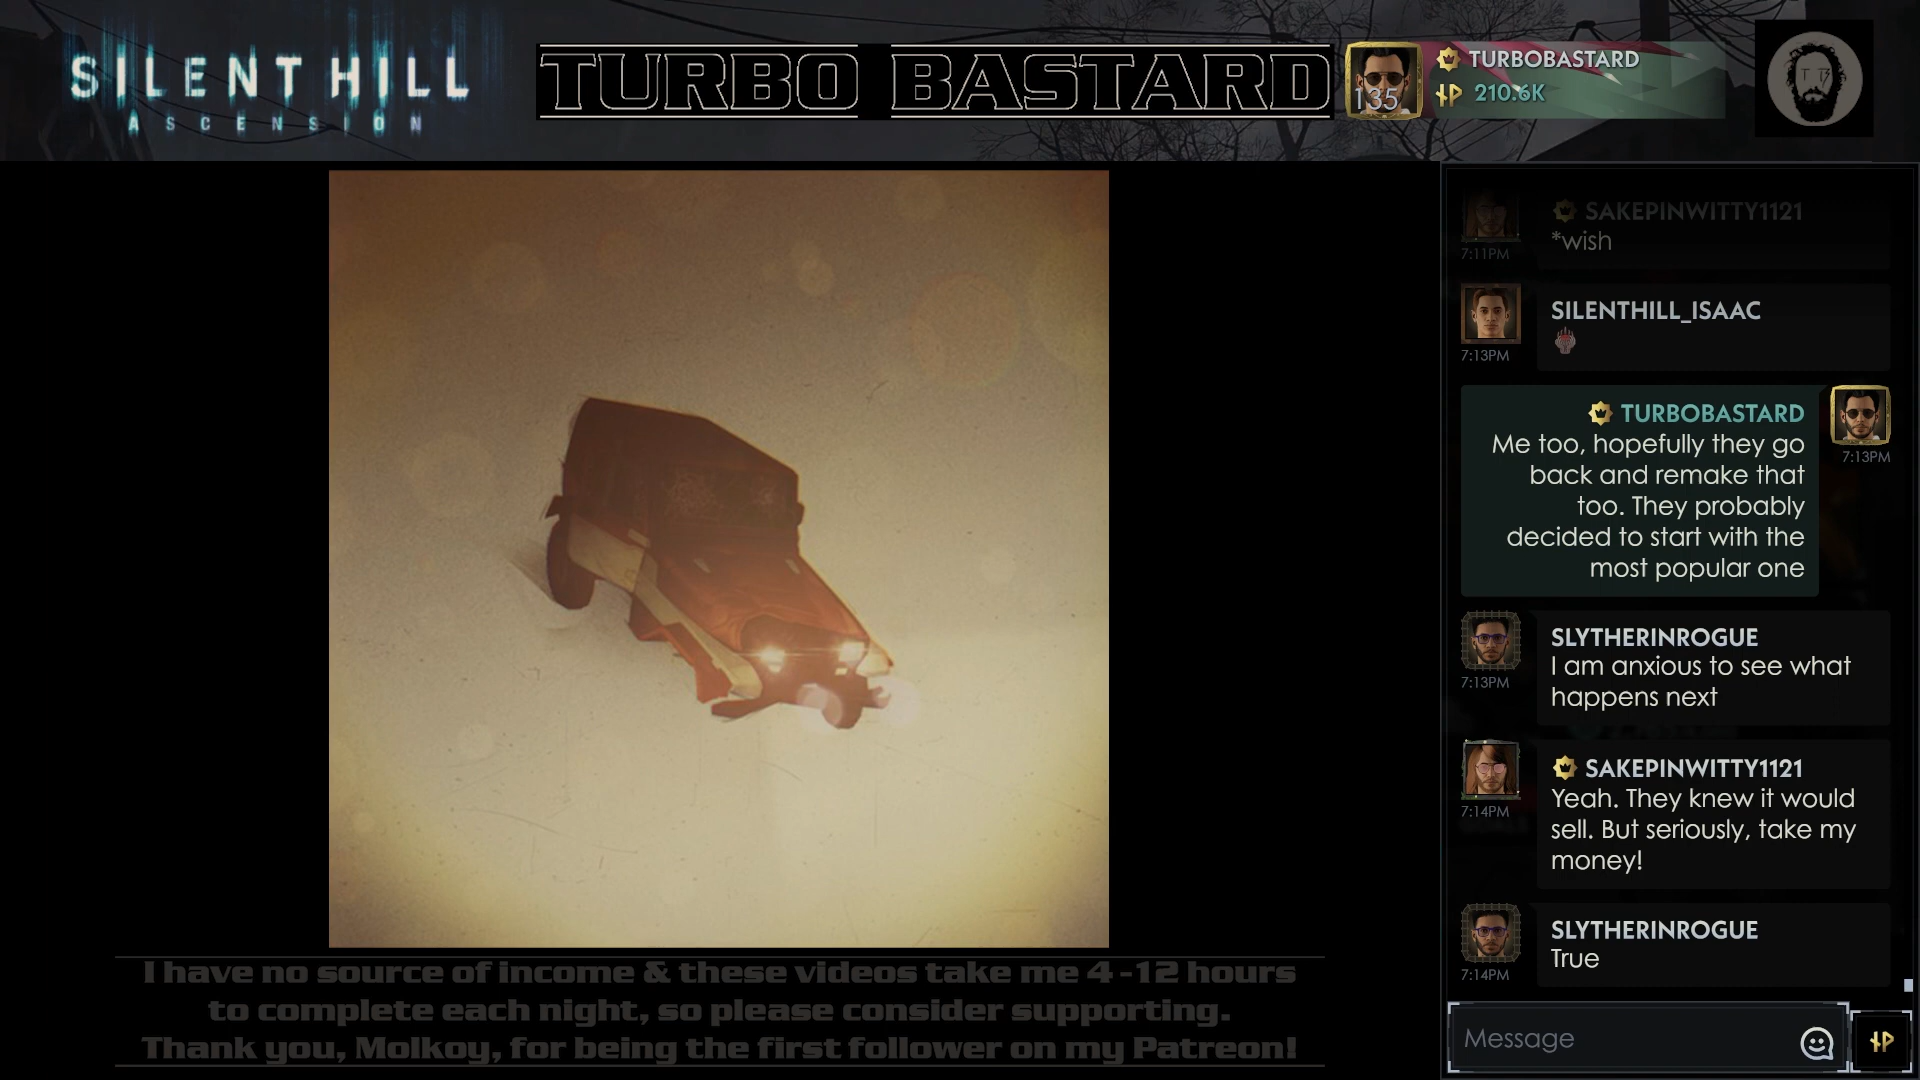 SILENT HILL
ASCENSION
TURBO BASTARD
135
TURBOBASTARD
210.6K
SAKEPINWITTY1121
*wish
7:11PM
SILENTHILL_ISAAC
7:13PM
TURBOBASTARD
Me too, hopefully they go
back and remake that
too. They probably
decided to start with the
most popular one
7:13PM
SLYTHERINROGUE
I am anxious to see what
happens next
7:13PM
SAKEPINWITTY1121
Yeah. They knew it would
sell. But seriously, take my
money!
7:14PM
SLYTHERINROGUE
True
7:14PM
Message
I have no source of income & these videos take me 4-12 hours
to complete each night, so please consider supporting.
Thank you, Molkoy, for being the first follower on my Patreon!